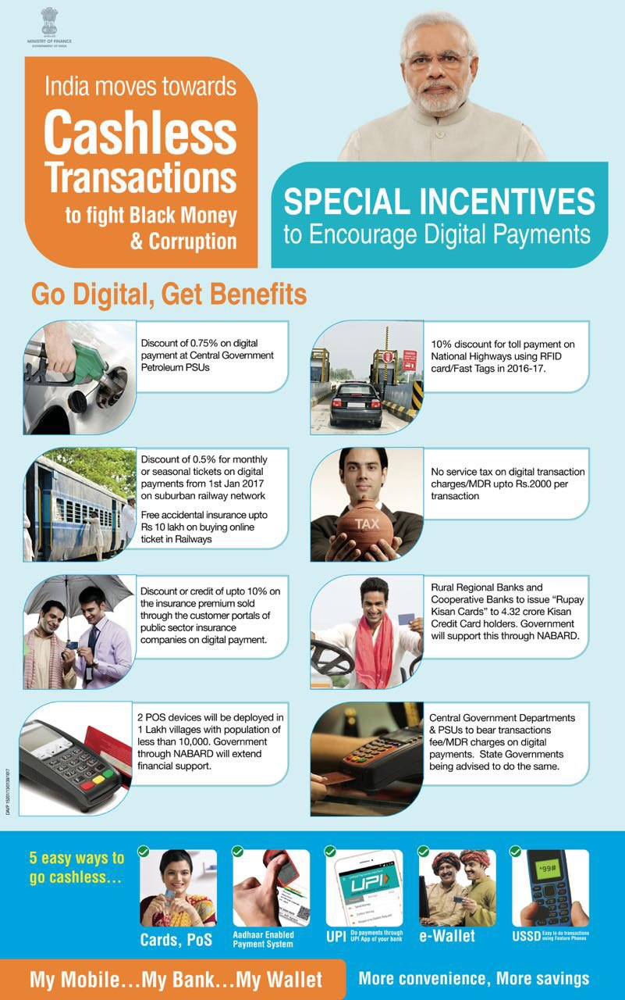 MINISTRY OF FINANCE
GOVERNMENT OF INDIA
India moves towards
Cashless
Transactions
to fight Black Money
& Corruption
SPECIAL INCENTIVES
to Encourage Digital Payments
Go Digital, Get Benefits
Discount of 0.75% on digital
payment at Central Government
Petroleum PSUs
10% discount for toll payment on
National Highways using RFID
card/Fast Tags in 2016-17.
Discount of 0.5% for monthly
or seasonal tickets on digital
payments from 1st Jan 2017
on suburban railway network
Free accidental insurance upto
Rs 10 lakh on buying online
ticket in Railways
TAX
No service tax on digital transaction
charges/MDR upto Rs.2000 per
transaction
Discount or credit of upto 10% on
the insurance premium sold
through the customer portals of
public sector insurance
companies on digital payment.
Rural Regional Banks and
Cooperative Banks to issue “Rupay
Kisan Cards” to 4.32 crore Kisan
Credit Card holders. Government
will support this through NABARD.
2 POS devices will be deployed in
1 Lakh villages with population of
less than 10,000. Government
through NABARD will extend
financial support.
Central Government Departments
& PSUs to bear transactions
fee/MDR charges on digital
payments. State Governments
being advised to do the same.
5 easy ways to
go cashless...
Cards, PoS
Aadhaar Enabled
Payment System
UPI
Send Money
UPI Do payments through
UPI App of your bank
e-Wallet
*99#
USSD Easy to do transactions
using Feature Phones
My Mobile...My Bank...My Wallet
More convenience, More savings